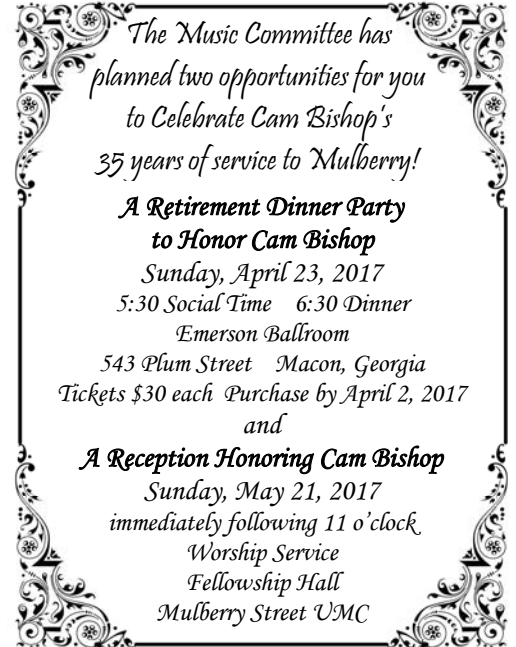 The Music Committee has
planned two opportunities for you
to Celebrate Cam Bishop's
35 years of service to Mulberry!
A Retirement Dinner Party
to Honor Cam Bishop
Sunday, April 23, 2017
5:30 Social Time 6:30 Dinner
Emerson Ballroom
543 Plum Street Macon, Georgia
Tickets $30 each Purchase by April 2, 2017
and
A Reception Honoring Cam Bishop
Sunday, May 21, 2017
immediately following 11 o'clock
Worship Service
Fellowship Hall
Mulberry Street UMC